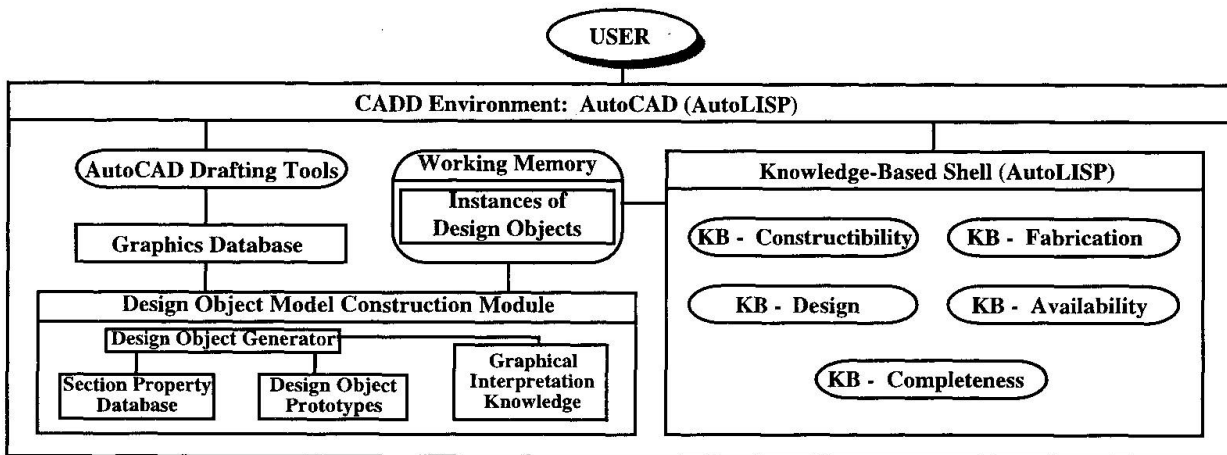 USER
CADD Environment: AutoCAD (AutoLISP)
AutoCAD Drafting Tools
Graphics Database
Working Memory
Instances of
Design Objects
Design Object Model Construction Module
Design Object Generator
Section Property
Database
Design Object
Prototypes
Graphical
Interpretation
Knowledge
Knowledge-Based Shell (AutoLISP)
KB - Constructibility
KB - Fabrication
KB - Design
KB - Availability
KB - Completeness